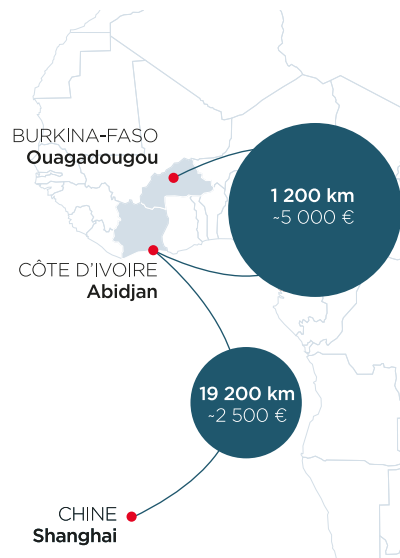 BURKINA-FASO
Ouagadougou
1 200 km
~5 000 €
CÔTE D'IVOIRE
Abidjan
19 200 km
~2 500 €
CHINE
Shanghai